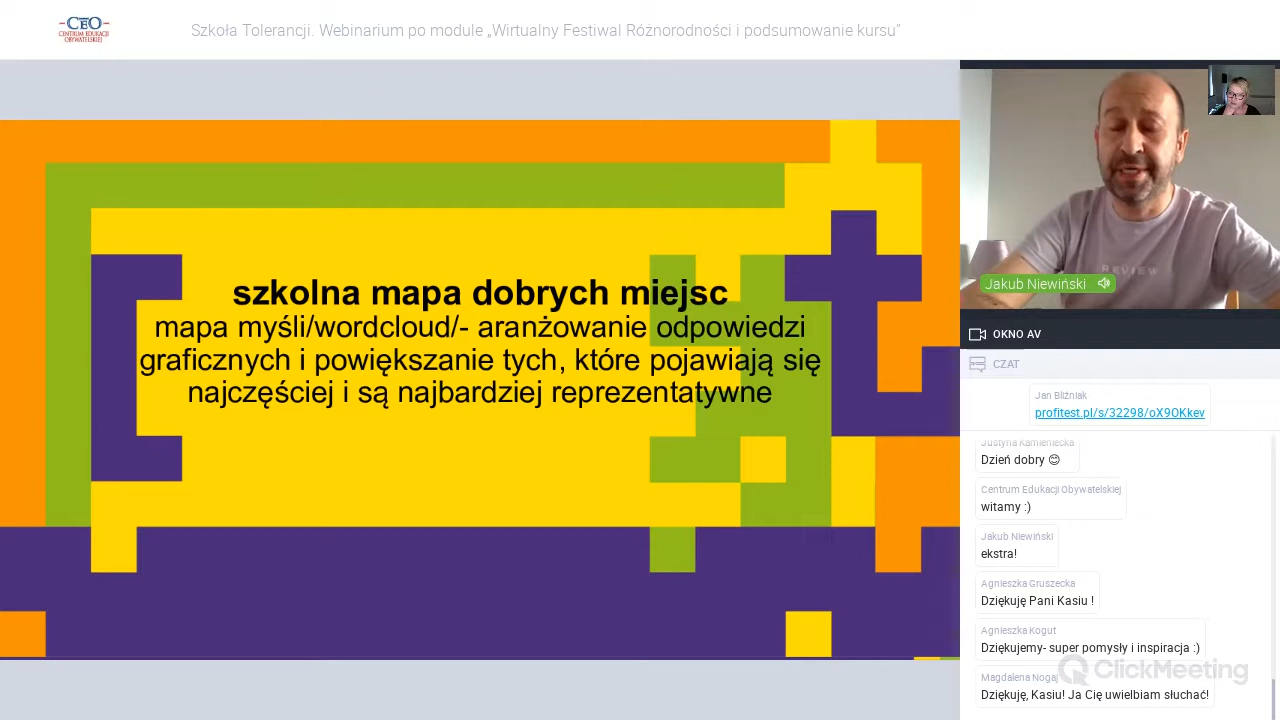 CEO
CENTRUM EDUKACJI
OBYWATELSKIEJ
Szkoła Tolerancji. Webinarium po module „Wirtualny Festiwal Różnorodności i podsumowanie kursu”
szkolna mapa dobrych miejsc
mapa myśli/wordcloud/- aranżowanie odpowiedzi
graficznych i powiększanie tych, które pojawiają się
najczęściej i są najbardziej reprezentatywne
REVIEW
Jakub Niewiński
OKNO AV
CZAT
Jan Bliźniak
profitest.pl/s/32298/oX9OKkev
Justyna Kamieniecka
Dzień dobry 😊
Centrum Edukacji Obywatelskiej
witamy :)
Jakub Niewiński
ekstra!
Agnieszka Gruszecka
Dziękuję Pani Kasiu !
Agnieszka Kogut
Dziękujemy- super pomysły i inspiracja :)
ClickMeeting
Magdalena Nogaj
Dziękuję, Kasiu! Ja Cię uwielbiam słuchać!